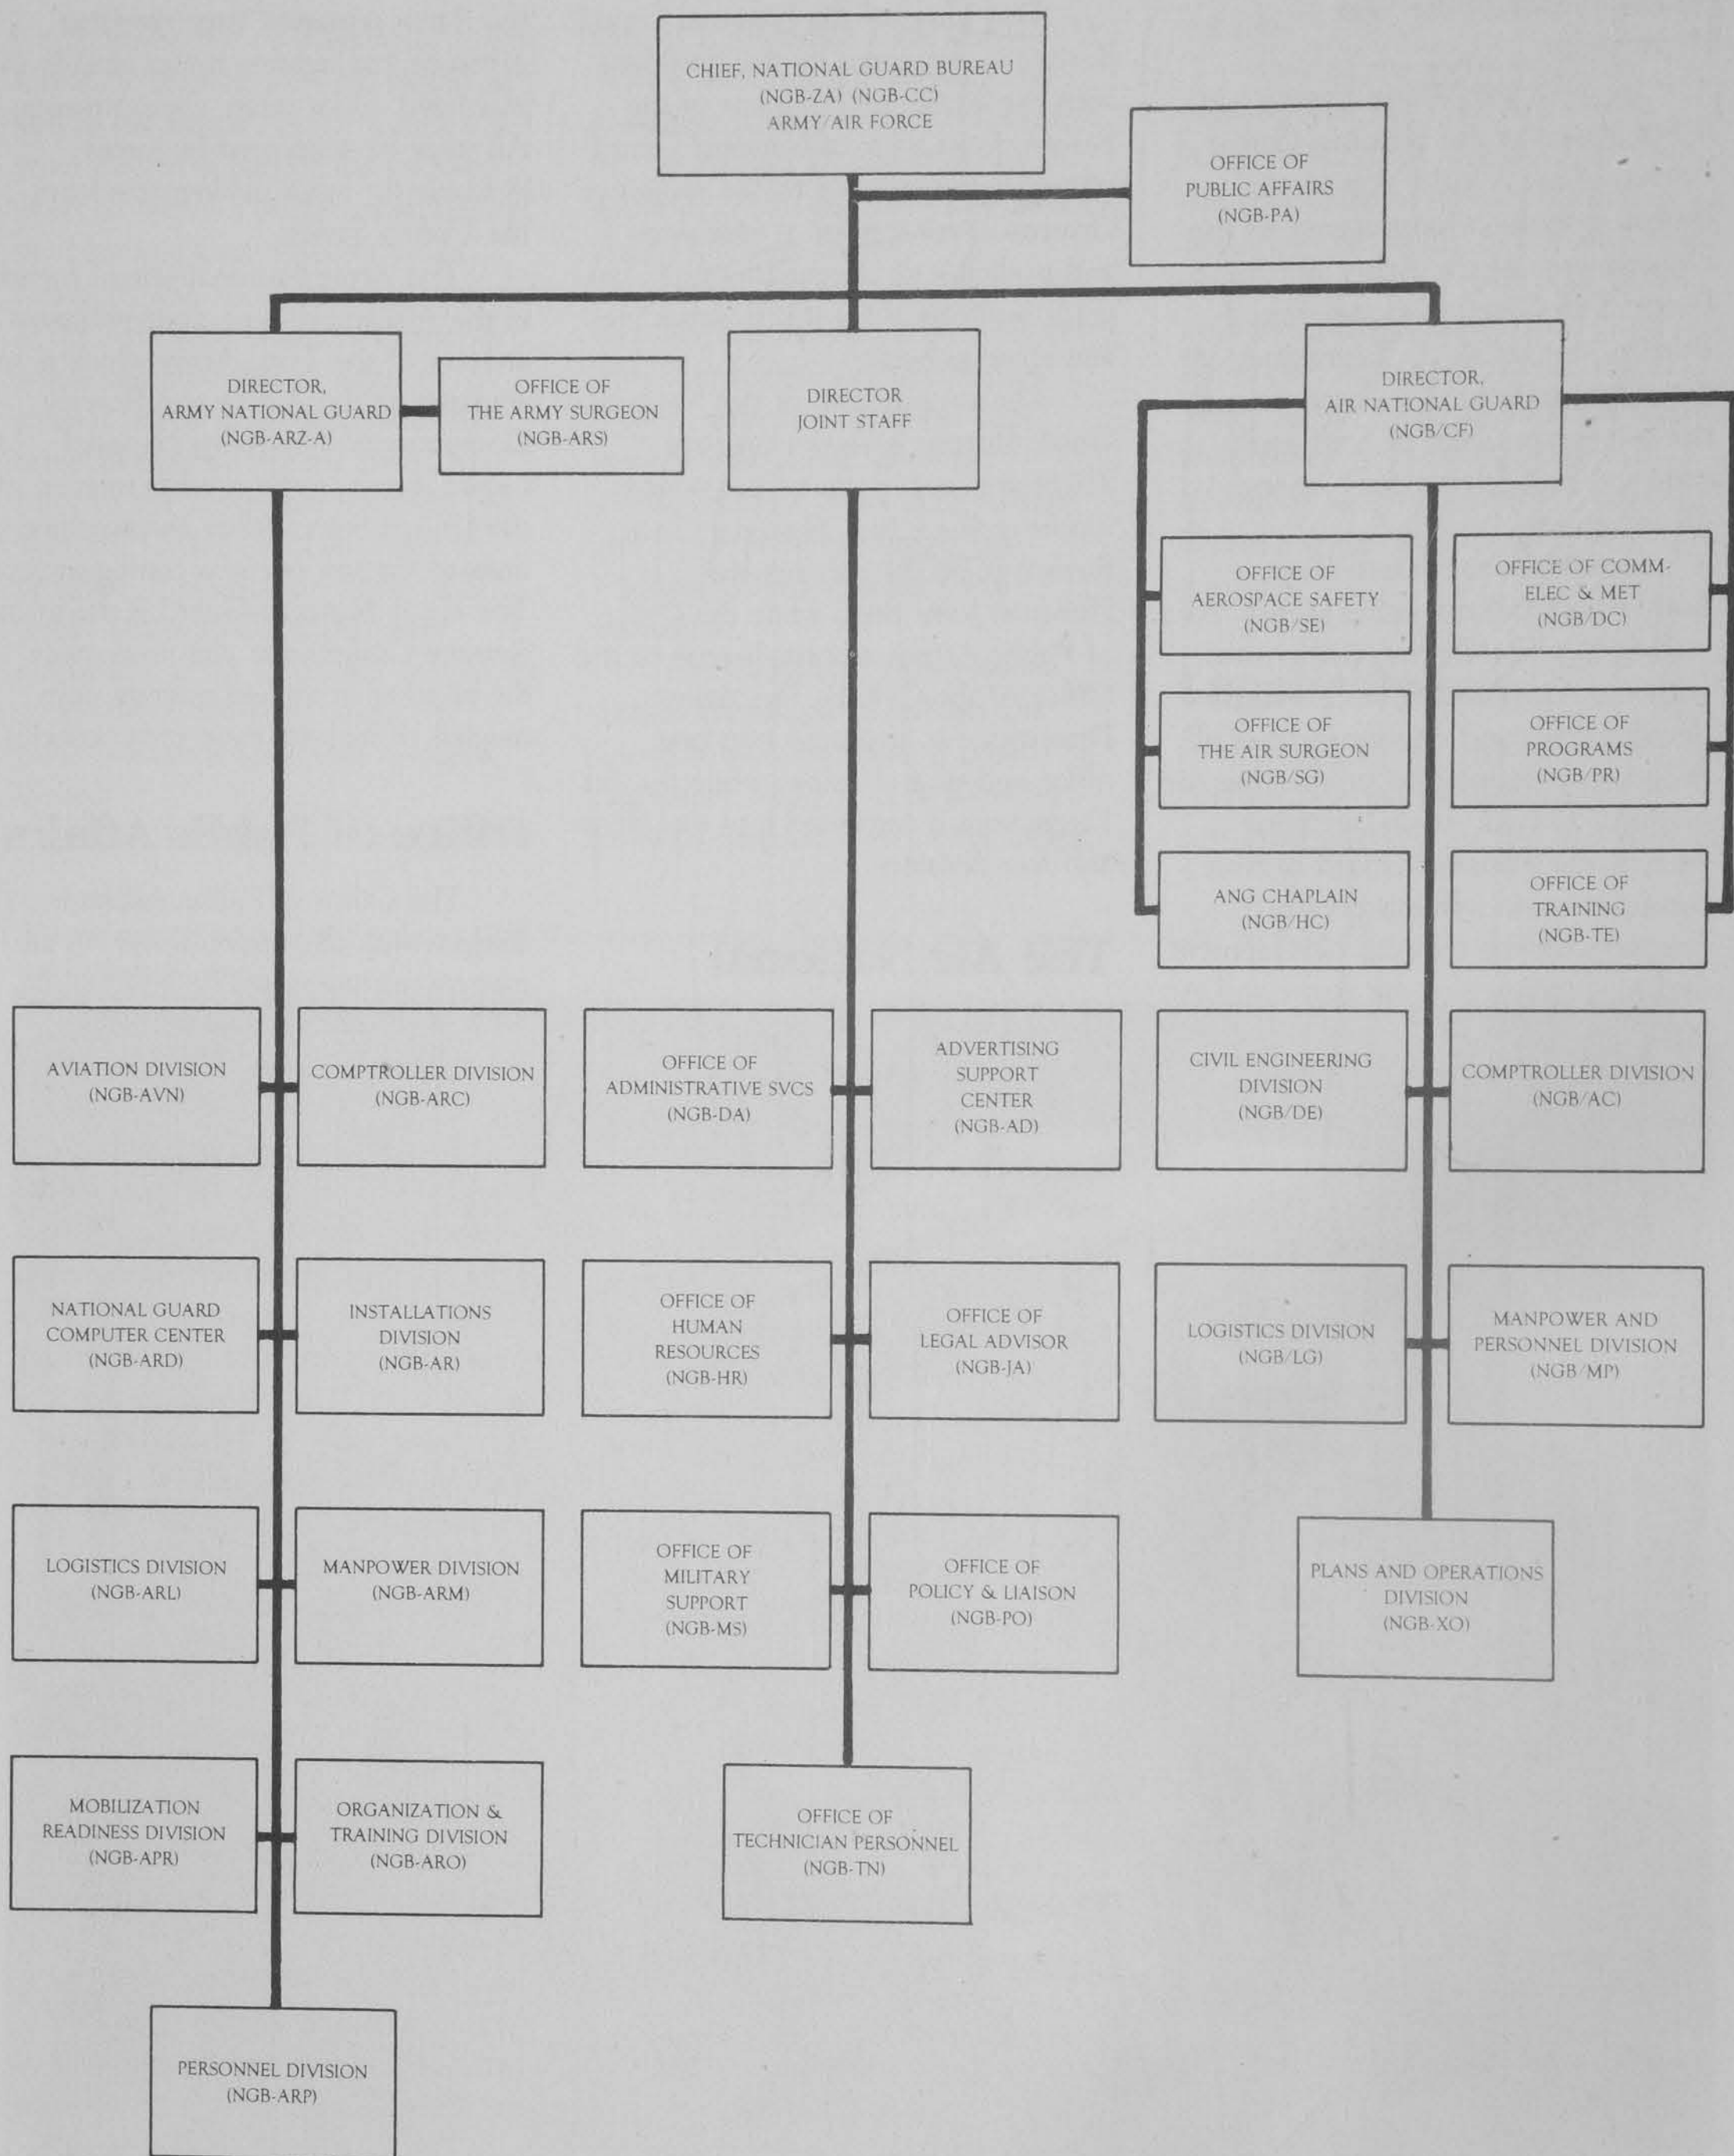 CHIEF, NATIONAL GUARD BUREAU
(NGB-ZA) (NGB-CC)
ARMY/AIR FORCE
OFFICE OF
PUBLIC AFFAIRS
(NGB-PA)
DIRECTOR,
ARMY NATIONAL GUARD
(NGB-ARZ-A)
OFFICE OF
THE ARMY SURGEON
(NGB-ARS)
DIRECTOR
JOINT STAFF
DIRECTOR,
AIR NATIONAL GUARD
(NGB/CF)
OFFICE OF
AEROSPACE SAFETY
(NGB/SE)
OFFICE OF COMM-
ELEC & MET
(NGB/DC)
OFFICE OF
THE AIR SURGEON
(NGB/SG)
OFFICE OF
PROGRAMS
(NGB/PR)
ANG CHAPLAIN
(NGB/HC)
OFFICE OF
TRAINING
(NGB-TE)
AVIATION DIVISION
(NGB-AVN)
COMPTROLLER DIVISION
(NGB-ARC)
OFFICE OF
ADMINISTRATIVE SVCS
(NGB-DA)
ADVERTISING
SUPPORT
CENTER
(NGB-AD)
CIVIL ENGINEERING
DIVISION
(NGB/DE)
COMPTROLLER DIVISION
(NGB/AC)
NATIONAL GUARD
COMPUTER CENTER
(NGB-ARD)
INSTALLATIONS
DIVISION
(NGB-AR)
OFFICE OF
HUMAN
RESOURCES
(NGB-HR)
OFFICE OF
LEGAL ADVISOR
(NGB-JA)
LOGISTICS DIVISION
(NGB/LG)
MANPOWER AND
PERSONNEL DIVISION
(NGB/MP)
LOGISTICS DIVISION
(NGB-ARL)
MANPOWER DIVISION
(NGB-ARM)
OFFICE OF
MILITARY
SUPPORT
(NGB-MS)
OFFICE OF
POLICY & LIAISON
(NGB-PO)
PLANS AND OPERATIONS
DIVISION
(NGB-XO)
MOBILIZATION
READINESS DIVISION
(NGB-APR)
ORGANIZATION &
TRAINING DIVISION
(NGB-ARO)
OFFICE OF
TECHNICIAN PERSONNEL
(NGB-TN)
PERSONNEL DIVISION
(NGB-ARP)